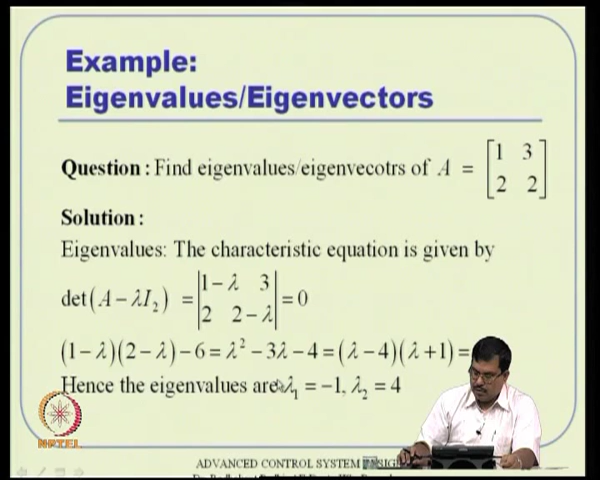 Example:
Eigenvalues/Eigenvectors
Question : Find eigenvalues/eigenvecotrs of A = [1 3
2 2]
Solution :
Eigenvalues: The characteristic equation is given by
det(A − λI₂) = |1 − λ 3
2 2 − λ| = 0
(1 − λ)(2 − λ) − 6 = λ² − 3λ − 4 = (λ − 4)(λ + 1) =
Hence the eigenvalues are λ₁ = −1, λ₂ = 4
NPTEL
ADVANCED CONTROL SYSTEM